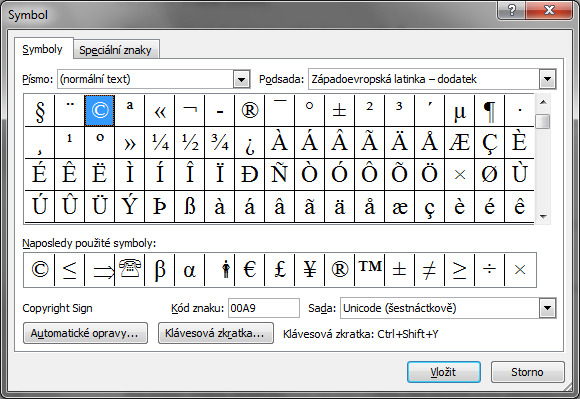 Symbol
Symboly Speciální znaky
Písmo: (normální text) Podsada: Západoevropská latinka – dodatek
§ ¨ © ª « ¬ - ® ¯ ° ± ² ³ ´ µ ¶ ·
¸ ¹ º » ¼ ½ ¾ ¿ À Á Â Ã Ä Å Æ Ç È
É Ê Ë Ì Í Î Ï Ð Ñ Ò Ó Ô Õ Ö × Ø Ù
Ú Û Ü Ý Þ ß à á â ã ä å æ ç è é ê
Naposledy použité symboly:
© ≤ ⇒ ☏ β α € £ ¥ ® ™ ± ≠ ≥ ÷ ×
Copyright Sign Kód znaku: 00A9 Sada: Unicode (šestnáctkově)
Automatické opravy... Klávesová zkratka... Klávesová zkratka: Ctrl+Shift+Y
Vložit Storno